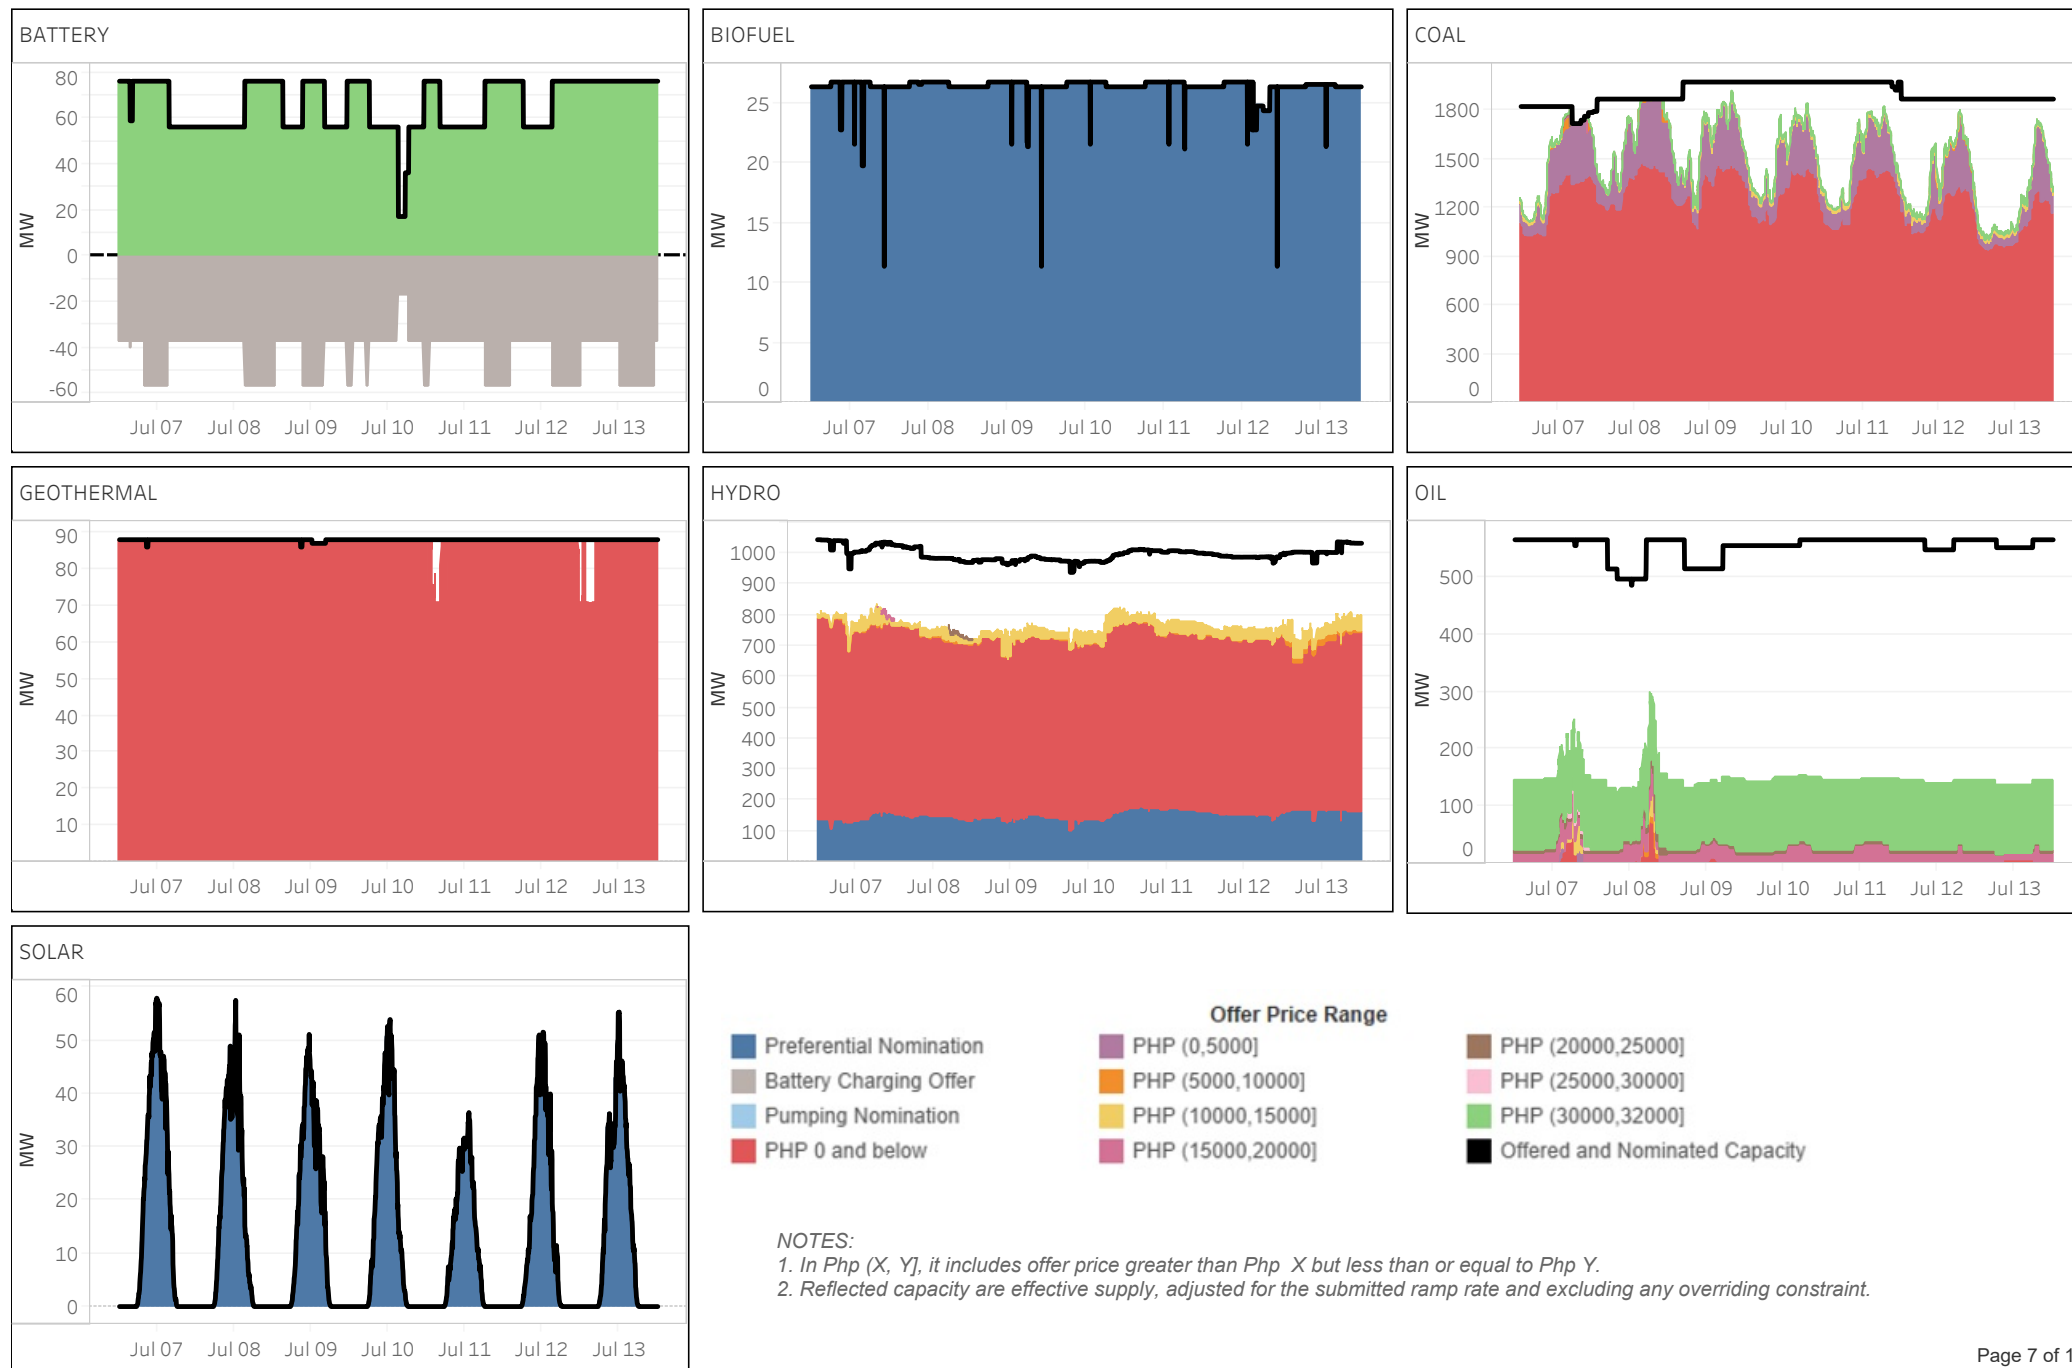 BATTERY
80
60
40
20
0
-20
-40
-60
MW
Jul 07 Jul 08 Jul 09 Jul 10 Jul 11 Jul 12 Jul 13
BIOFUEL
25
20
15
10
5
0
MW
Jul 07 Jul 08 Jul 09 Jul 10 Jul 11 Jul 12 Jul 13
COAL
1800
1500
1200
900
600
300
0
MW
Jul 07 Jul 08 Jul 09 Jul 10 Jul 11 Jul 12 Jul 13
GEOTHERMAL
90
80
70
60
50
40
30
20
10
MW
Jul 07 Jul 08 Jul 09 Jul 10 Jul 11 Jul 12 Jul 13
HYDRO
1000
900
800
700
600
500
400
300
200
100
MW
Jul 07 Jul 08 Jul 09 Jul 10 Jul 11 Jul 12 Jul 13
OIL
500
400
300
200
100
0
MW
Jul 07 Jul 08 Jul 09 Jul 10 Jul 11 Jul 12 Jul 13
SOLAR
60
50
40
30
20
10
0
MW
Jul 07 Jul 08 Jul 09 Jul 10 Jul 11 Jul 12 Jul 13
Offer Price Range
Preferential Nomination
Battery Charging Offer
Pumping Nomination
PHP 0 and below
PHP (0,5000]
PHP (5000,10000]
PHP (10000,15000]
PHP (15000,20000]
PHP (20000,25000]
PHP (25000,30000]
PHP (30000,32000]
Offered and Nominated Capacity
NOTES:
1. In Php (X, Y], it includes offer price greater than Php X but less than or equal to Php Y.
2. Reflected capacity are effective supply, adjusted for the submitted ramp rate and excluding any overriding constraint.
Page 7 of 1